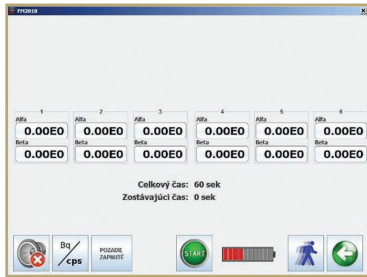 FM3010
1 2 3 4 5 6
Alfa Alfa Alfa Alfa Alfa Alfa
0.00E0 0.00E0 0.00E0 0.00E0 0.00E0 0.00E0
Beta Beta Beta Beta Beta Beta
0.00E0 0.00E0 0.00E0 0.00E0 0.00E0 0.00E0
Celkový čas: 60 sek
Zostávajúci čas: 0 sek
Bq/cps POZADIE START
ZAPNUTÉ